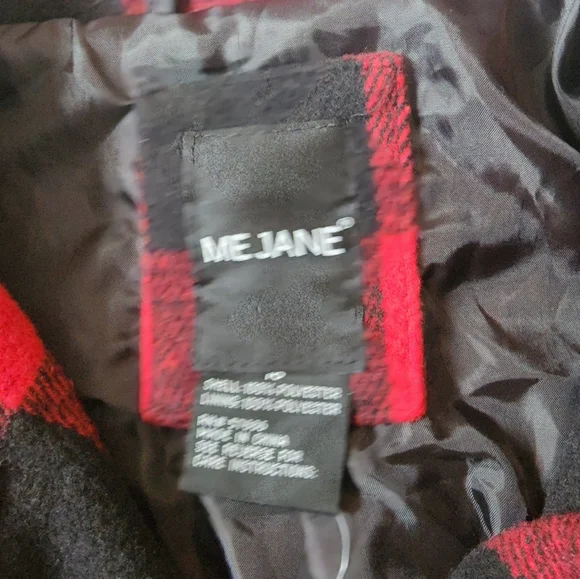 ME JANE®
SHELL: 100% POLYESTER
LINING: 100% POLYESTER
MADE IN CHINA
SEE REVERSE FOR
CARE INSTRUCTIONS.